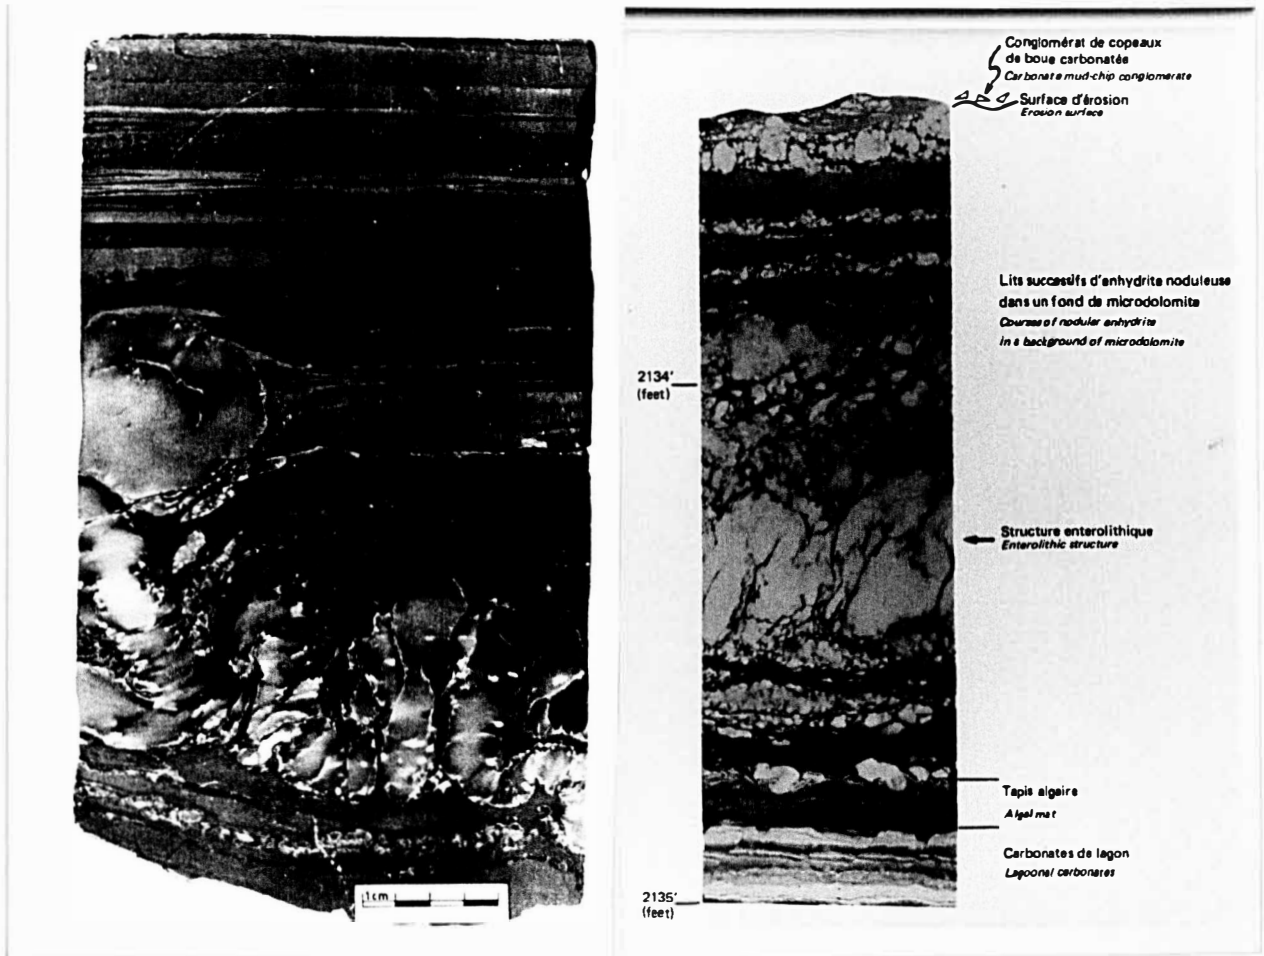 Conglomérat de copeaux
de boue carbonatée
Carbonate mud-chip conglomerate
Surface d'érosion
Erosion surface
Lits successifs d'anhydrite noduleuse
dans un fond de microdolomite
Courses of nodular anhydrite
in a background of microdolomite
2134'
(feet)
Structure enterolithique
Enterolithic structure
Tapis algaire
Algal mat
Carbonates de lagon
Lagoonal carbonates
1cm
2135'
(feet)